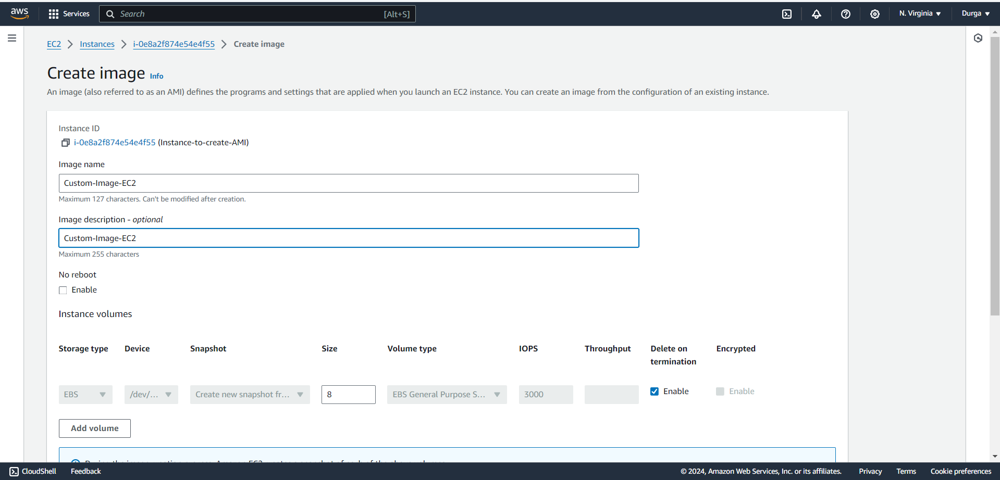 aws Services Search [Alt+S] N. Virginia Durga
EC2 Instances i-0e8a2f874e54e4f55 Create image
Create image Info
An image (also referred to as an AMI) defines the programs and settings that are applied when you launch an EC2 instance. You can create an image from the configuration of an existing instance.
Instance ID
i-0e8a2f874e54e4f55 (Instance-to-create-AMI)
Image name
Custom-Image-EC2
Maximum 127 characters. Can't be modified after creation.
Image description - optional
Custom-Image-EC2
Maximum 255 characters
No reboot
Enable
Instance volumes
Storage type Device Snapshot Size Volume type IOPS Throughput Delete on termination Encrypted
EBS /dev/... Create new snapshot fr... 8 EBS General Purpose S... 3000 Enable Enable
Add volume
CloudShell Feedback © 2024, Amazon Web Services, Inc. or its affiliates. Privacy Terms Cookie preferences